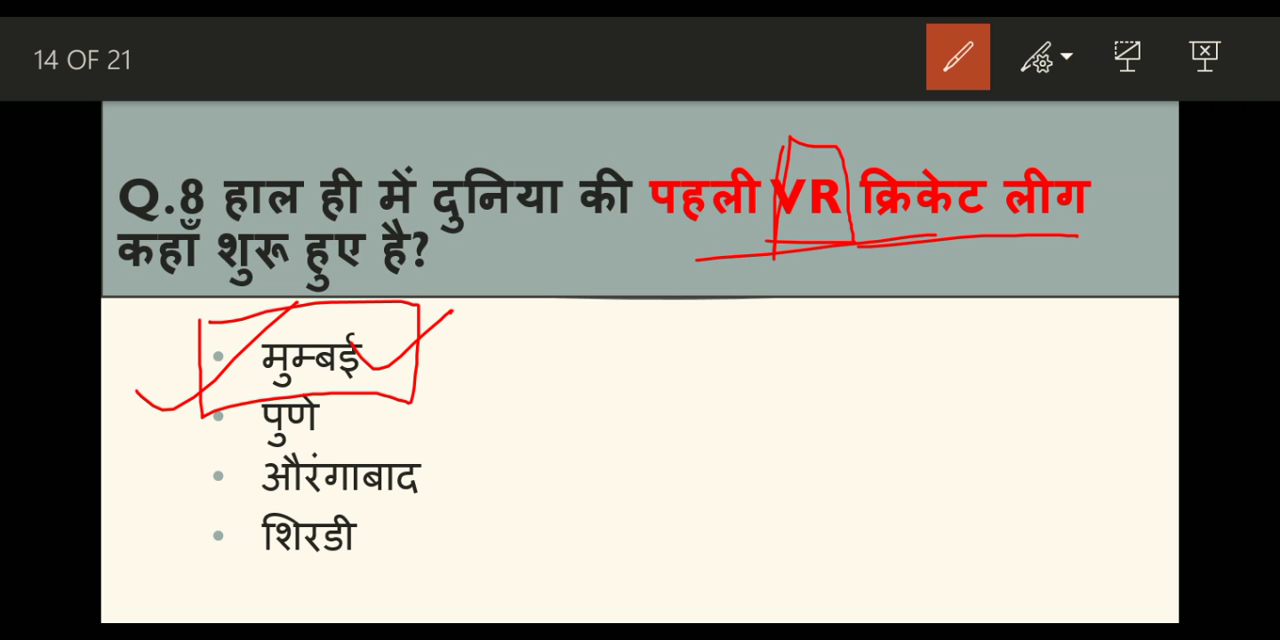 14 OF 21
Q.8 हाल ही में दुनिया की पहली VR क्रिकेट लीग
कहाँ शुरू हुए है?
मुम्बई
पुणे
औरंगाबाद
शिरडी